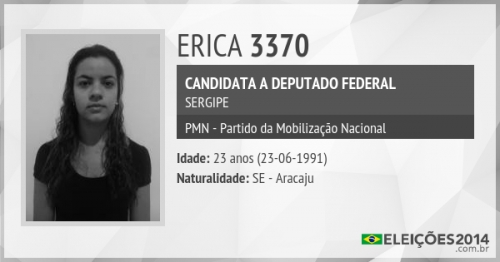 ERICA 3370
CANDIDATA A DEPUTADO FEDERAL
SERGIPE
PMN - Partido da Mobilização Nacional
Idade: 23 anos (23-06-1991)
Naturalidade: SE - Aracaju
ELEIÇÕES2014
.com.br